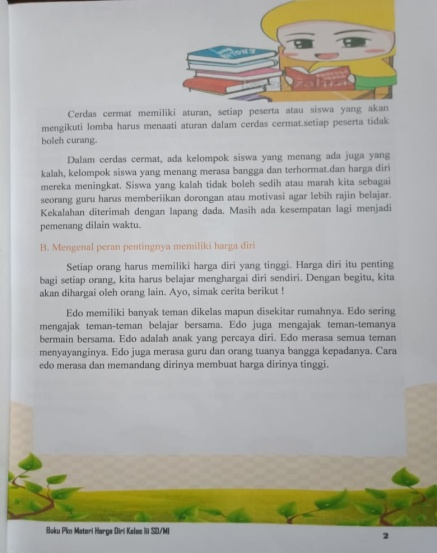 Cerdas cermat memiliki aturan, setiap peserta atau siswa yang akan
mengikuti lomba harus menaati aturan dalam cerdas cermat.setiap peserta tidak
boleh curang.
Dalam cerdas cermat, ada kelompok siswa yang menang ada juga yang
kalah, kelompok siswa yang menang merasa bangga dan terhormat.dan harga diri
mereka meningkat. Siswa yang kalah tidak boleh sedih atau marah kita sebagai
seorang guru harus memberiikan dorongan atau motivasi agar lebih rajin belajar.
Kekalahan diterimah dengan lapang dada. Masih ada kesempatan lagi menjadi
pemenang dilain waktu.
B. Mengenal peran pentingnya memiliki harga diri
Setiap orang harus memiliki harga diri yang tinggi. Harga diri itu penting
bagi setiap orang, kita harus belajar menghargai diri sendiri. Dengan begitu, kita
akan dihargai oleh orang lain. Ayo, simak cerita berikut !
Edo memiliki banyak teman dikelas mapun disekitar rumahnya. Edo sering
mengajak teman-teman belajar bersama. Edo juga mengajak teman-temanya
bermain bersama. Edo adalah anak yang percaya diri. Edo merasa semua teman
menyayanginya. Edo juga merasa guru dan orang tuanya bangga kepadanya. Cara
edo merasa dan memandang dirinya membuat harga dirinya tinggi.
Buku Pkn Materi Harga Diri Kelas III SD/MI
2